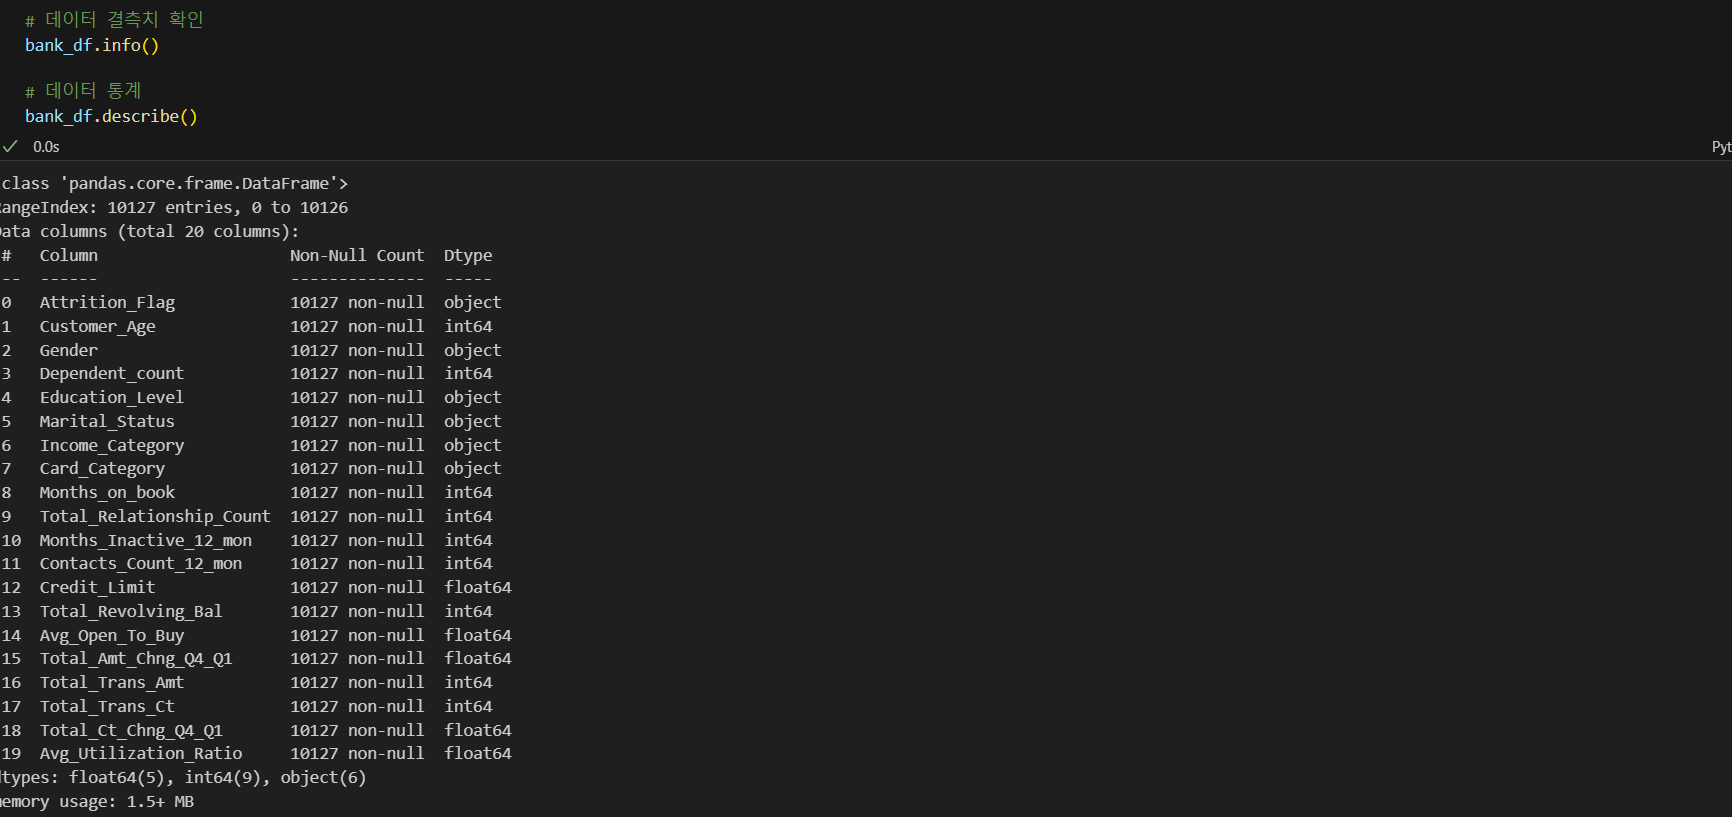 # 데이터 결측치 확인
bank_df.info()
# 데이터 통계
bank_df.describe()
0.0s
Pyt
class 'pandas.core.frame.DataFrame'>
RangeIndex: 10127 entries, 0 to 10126
Data columns (total 20 columns):
# Column Non-Null Count Dtype
-- ------ -------------- -----
0 Attrition_Flag 10127 non-null object
1 Customer_Age 10127 non-null int64
2 Gender 10127 non-null object
3 Dependent_count 10127 non-null int64
4 Education_Level 10127 non-null object
5 Marital_Status 10127 non-null object
6 Income_Category 10127 non-null object
7 Card_Category 10127 non-null object
8 Months_on_book 10127 non-null int64
9 Total_Relationship_Count 10127 non-null int64
10 Months_Inactive_12_mon 10127 non-null int64
11 Contacts_Count_12_mon 10127 non-null int64
12 Credit_Limit 10127 non-null float64
13 Total_Revolving_Bal 10127 non-null int64
14 Avg_Open_To_Buy 10127 non-null float64
15 Total_Amt_Chng_Q4_Q1 10127 non-null float64
16 Total_Trans_Amt 10127 non-null int64
17 Total_Trans_Ct 10127 non-null int64
18 Total_Ct_Chng_Q4_Q1 10127 non-null float64
19 Avg_Utilization_Ratio 10127 non-null float64
dtypes: float64(5), int64(9), object(6)
memory usage: 1.5+ MB